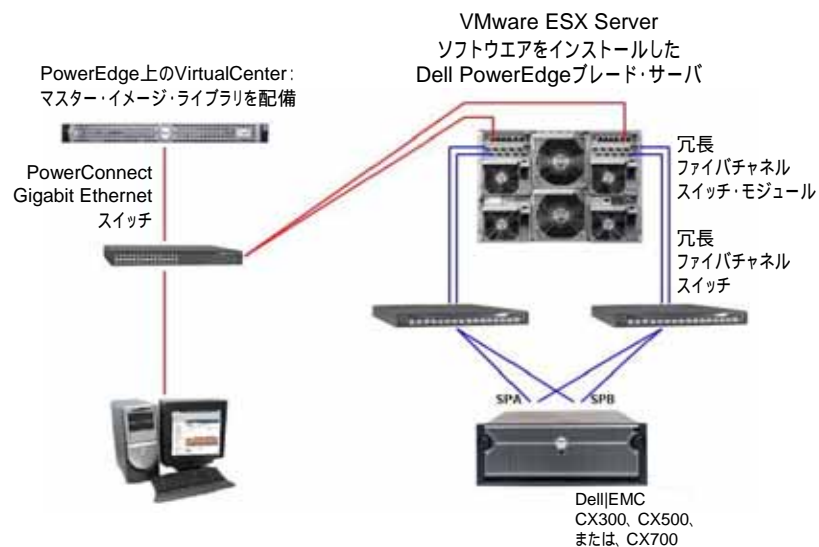 VMware ESX Server
ソフトウエアをインストールした
Dell PowerEdgeブレード・サーバ
PowerEdge上のVirtualCenter：
マスター・イメージ・ライブラリを配備
PowerConnect
Gigabit Ethernet
スイッチ
冗長
ファイバチャネル
スイッチ・モジュール
冗長
ファイバチャネル
スイッチ
SPA
SPB
Dell|EMC
CX300、CX500、
または、CX700